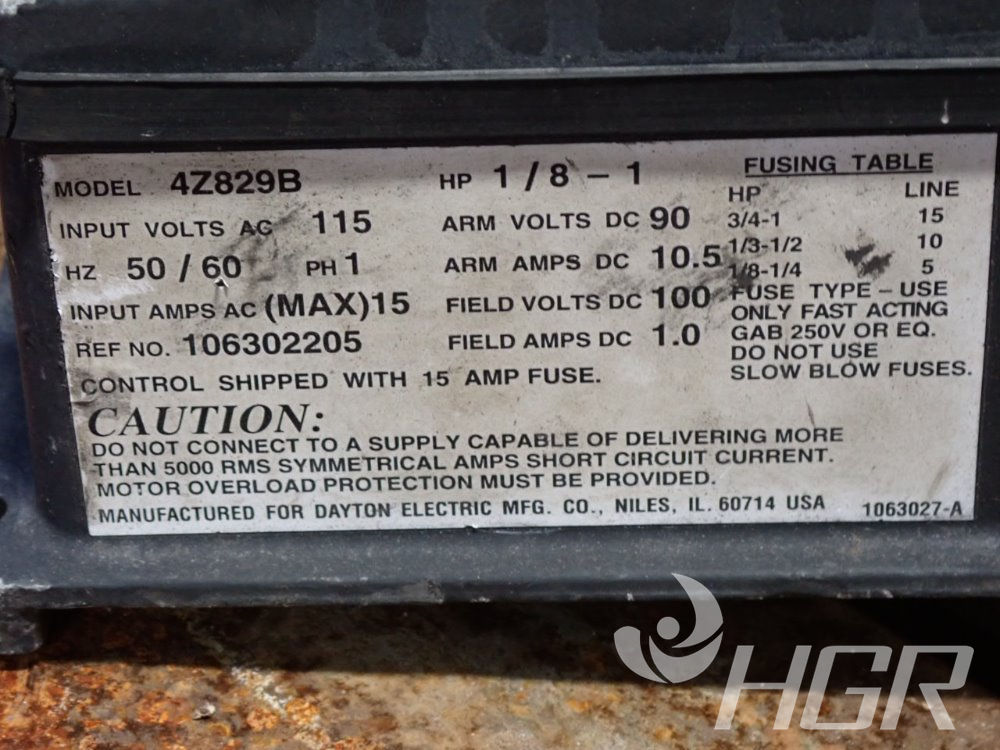 MODEL 4Z829B HP 1/8 – 1
INPUT VOLTS AC 115 ARM VOLTS DC 90
HZ 50/60 PH 1 ARM AMPS DC 10.5
INPUT AMPS AC (MAX) 15 FIELD VOLTS DC 100
REF NO. 106302205 FIELD AMPS DC 1.0
CONTROL SHIPPED WITH 15 AMP FUSE.
FUSING TABLE
HP LINE
3/4-1 15
1/3-1/2 10
1/8-1/4 5
FUSE TYPE – USE
ONLY FAST ACTING
GAB 250V OR EQ.
DO NOT USE
SLOW BLOW FUSES.
CAUTION:
DO NOT CONNECT TO A SUPPLY CAPABLE OF DELIVERING MORE
THAN 5000 RMS SYMMETRICAL AMPS SHORT CIRCUIT CURRENT.
MOTOR OVERLOAD PROTECTION MUST BE PROVIDED.
MANUFACTURED FOR DAYTON ELECTRIC MFG. CO., NILES, IL. 60714 USA 1063027-A
HGR